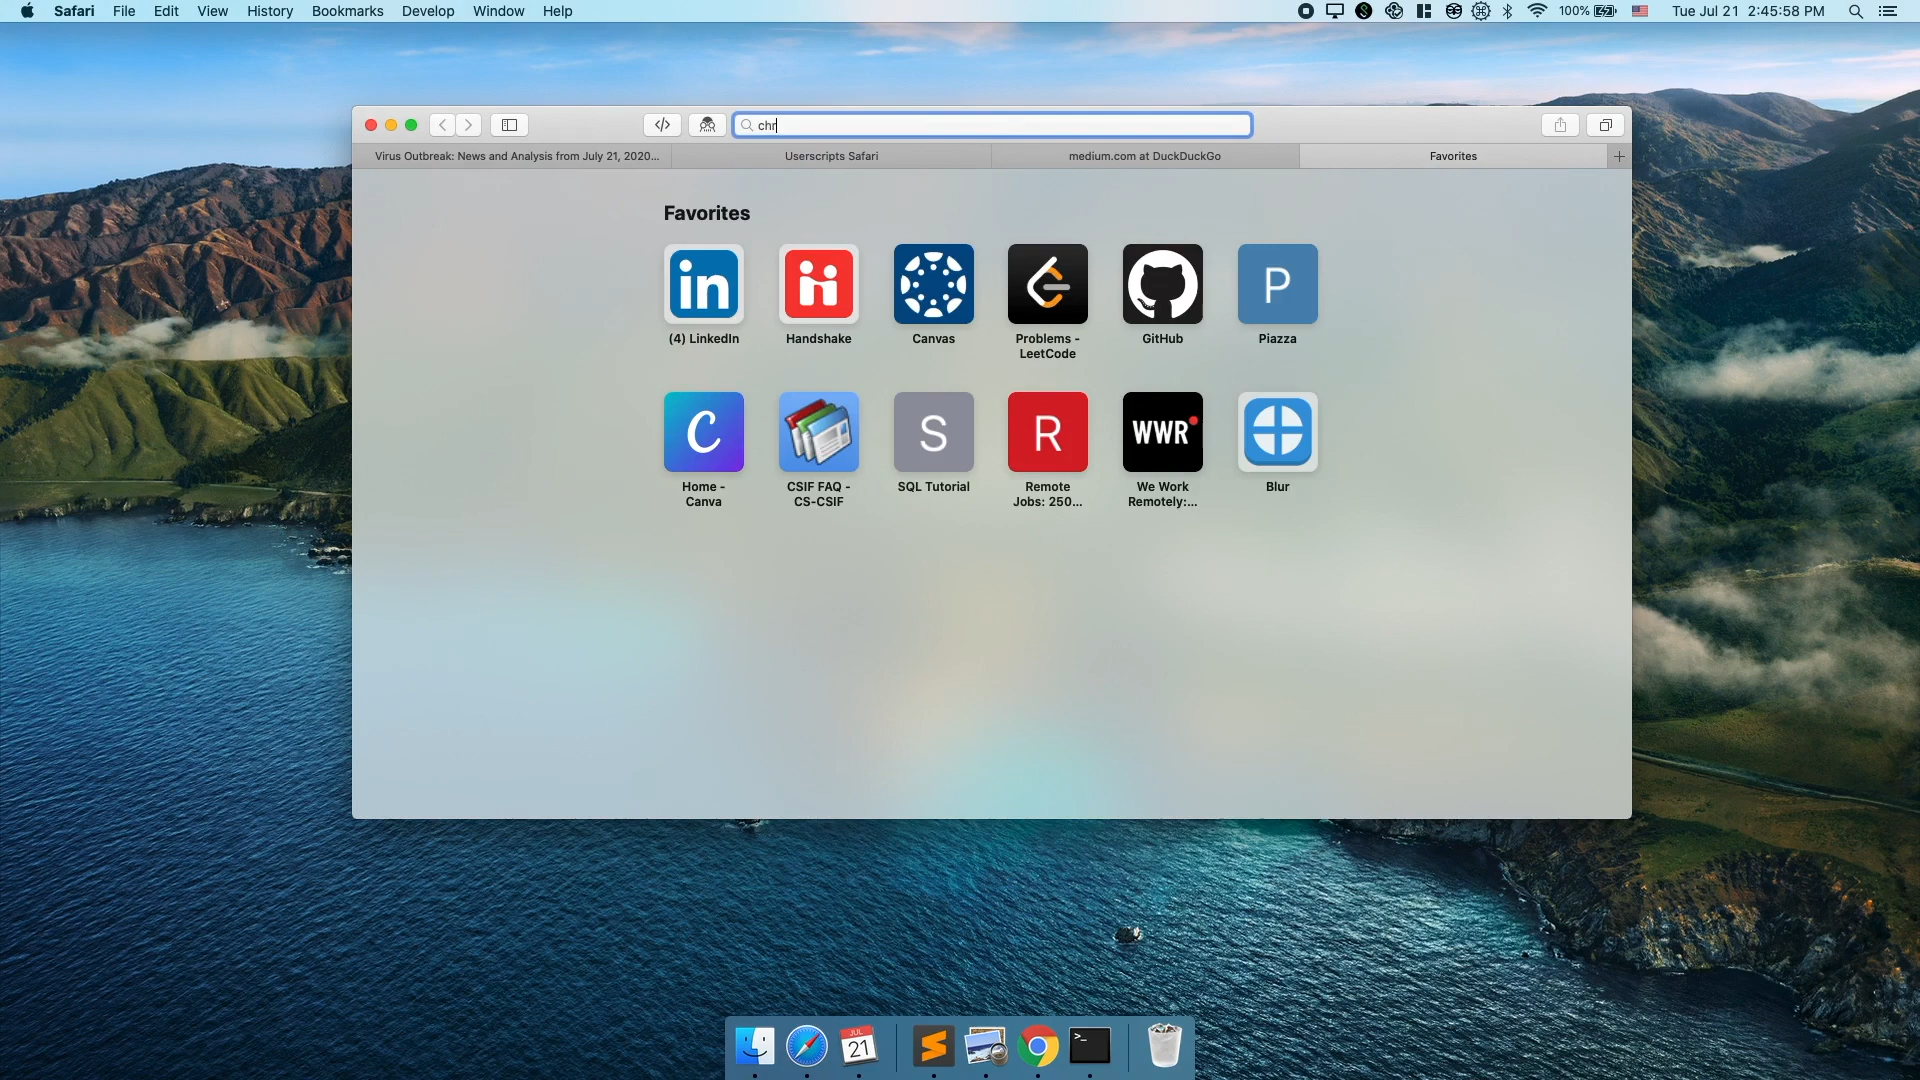 Safari File Edit View History Bookmarks Develop Window Help 100% Tue Jul 21 2:45:58 PM
chr
Virus Outbreak: News and Analysis from July 21, 2020... Userscripts Safari medium.com at DuckDuckGo Favorites
Favorites
in
P
(4) LinkedIn Handshake Canvas Problems - GitHub Piazza
LeetCode
C S R WWR
Home - CSIF FAQ - SQL Tutorial Remote We Work Blur
Canva CS-CSIF Jobs: 250... Remotely:...
JUL
21
>_